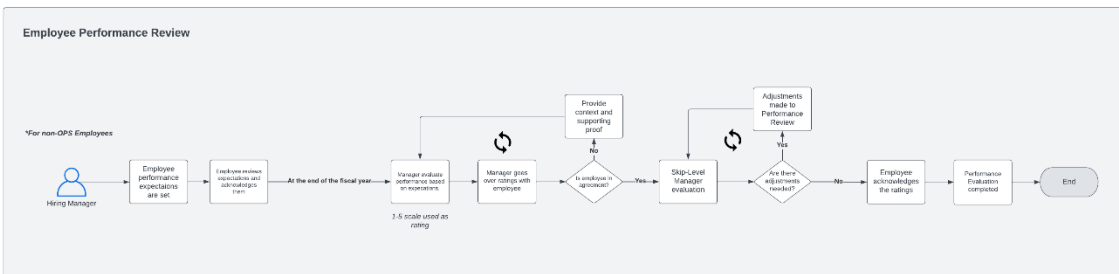 Employee Performance Review
*For non-OPS Employees
Hiring Manager
Employee
performance
expectaions
are set
Employee reviews
expectations and
acknowledges
them
At the end of the fiscal year
Manager evaluate
performance based
on expectations
1-5 scale used as
rating
Manager goes
over ratings with
employee
Is employee in
agreement?
No
Provide
context and
supporting
proof
Yes
Skip-Level
Manager
evaluation
Are there
adjustments
needed?
Yes
Adjustments
made to
Performance
Review
No
Employee
acknowledges
the ratings
Performance
Evaluation
completed
End